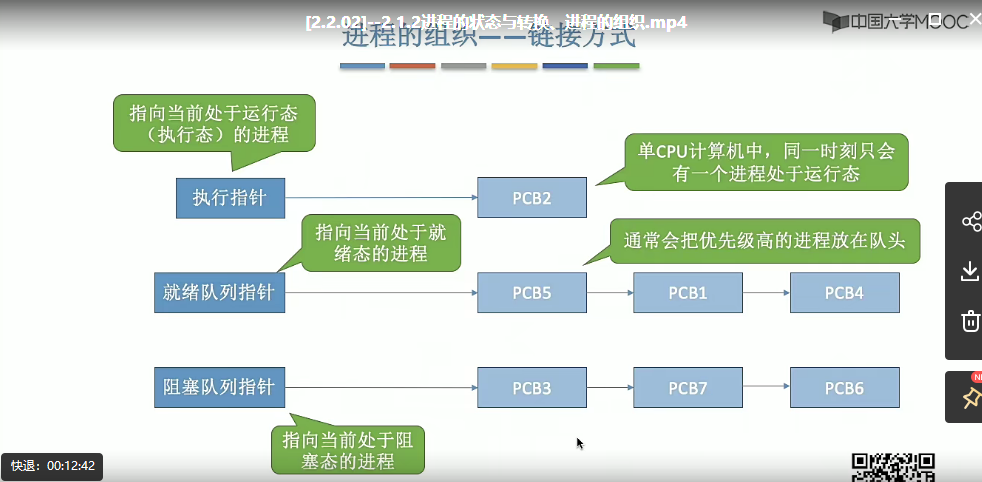 [2.2.02]--2.1.2进程的状态与转换、进程的组织.mp4
中国大学MOOC
进程的组织——链接方式
指向当前处于运行态
（执行态）的进程
单CPU计算机中，同一时刻只会
有一个进程处于运行态
执行指针
PCB2
指向当前处于就
绪态的进程
通常会把优先级高的进程放在队头
就绪队列指针
PCB5
PCB1
PCB4
阻塞队列指针
PCB3
PCB7
PCB6
指向当前处于阻
塞态的进程
快退：00:12:42